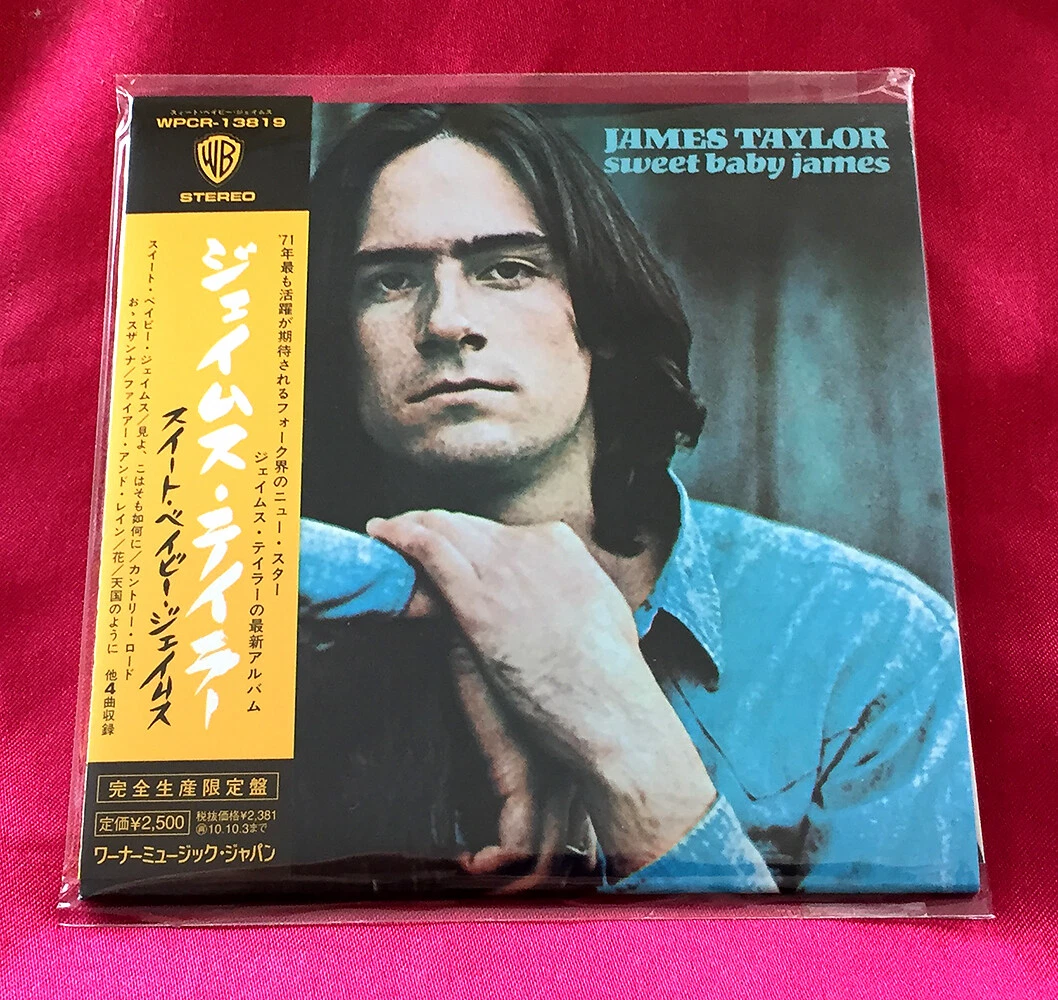 スィート・ベイビー・ジェイムス
WPCR-13819
WB
STEREO
'71年最も活躍が期待されるフォーク界のニュー・スター
ジェイムス・テイラーの最新アルバム
ジェイムス・テイラー
スイート・ベイビー・ジェイムス
スイート・ベイビー・ジェイムス/見よ、こはそも如何に/カントリー・ロード
おゝスザンナ/ファイアー・アンド・レイン/花/天国のように 他4曲収録
完全生産限定盤
定価¥2,500
税抜価格¥2,381
再10.10.3まで
ワーナーミュージック・ジャパン
JAMES TAYLOR
sweet baby james